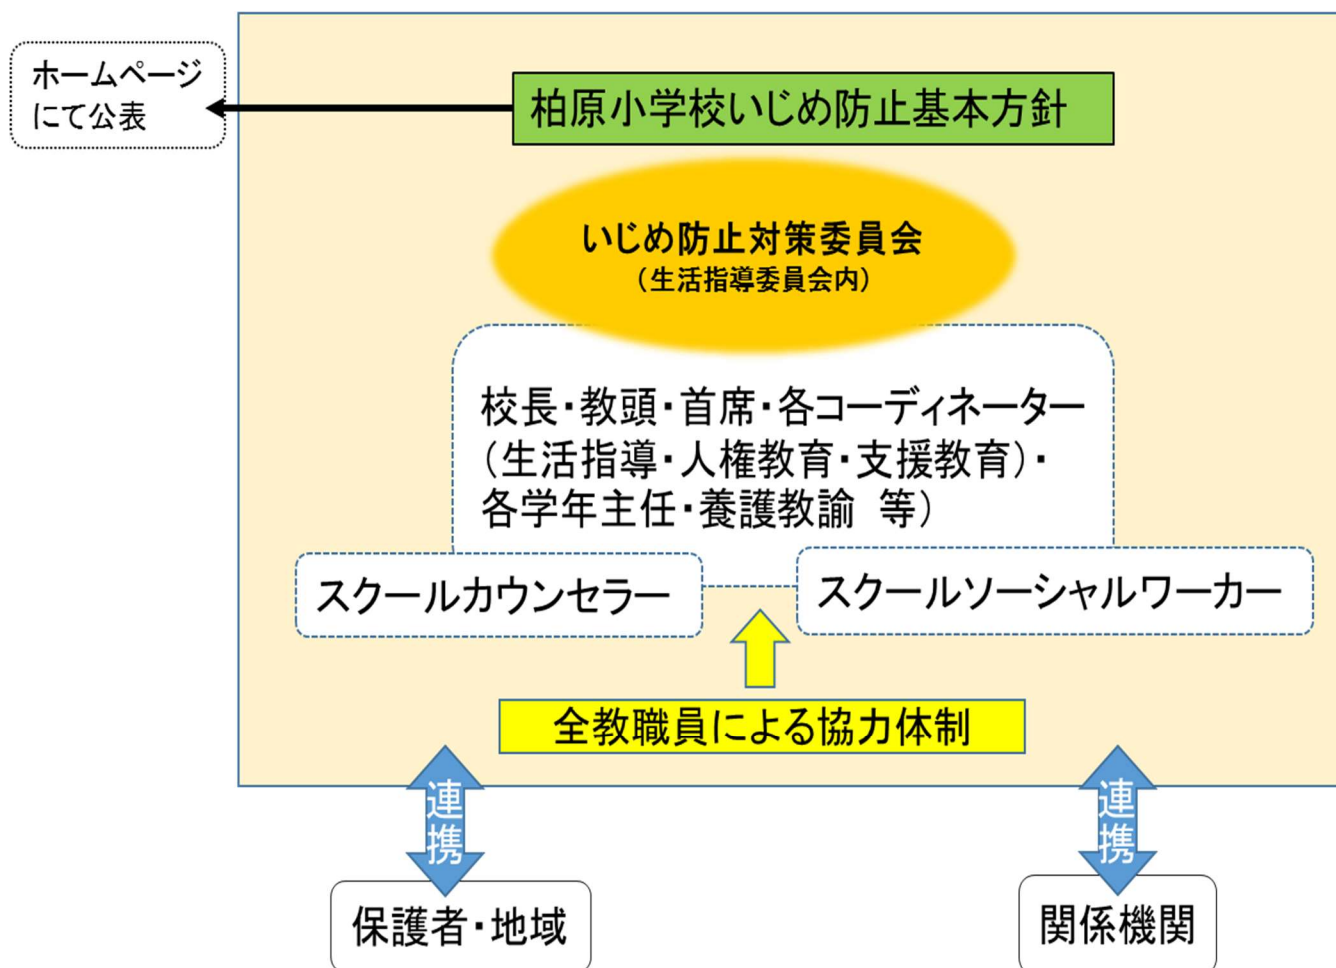 ホームページ
にて公表
柏原小学校いじめ防止基本方針
いじめ防止対策委員会
（生活指導委員会内）
校長・教頭・首席・各コーディネーター
（生活指導・人権教育・支援教育）・
各学年主任・養護教諭 等）
スクールカウンセラー
スクールソーシャルワーカー
全教職員による協力体制
連携
連携
保護者・地域
関係機関